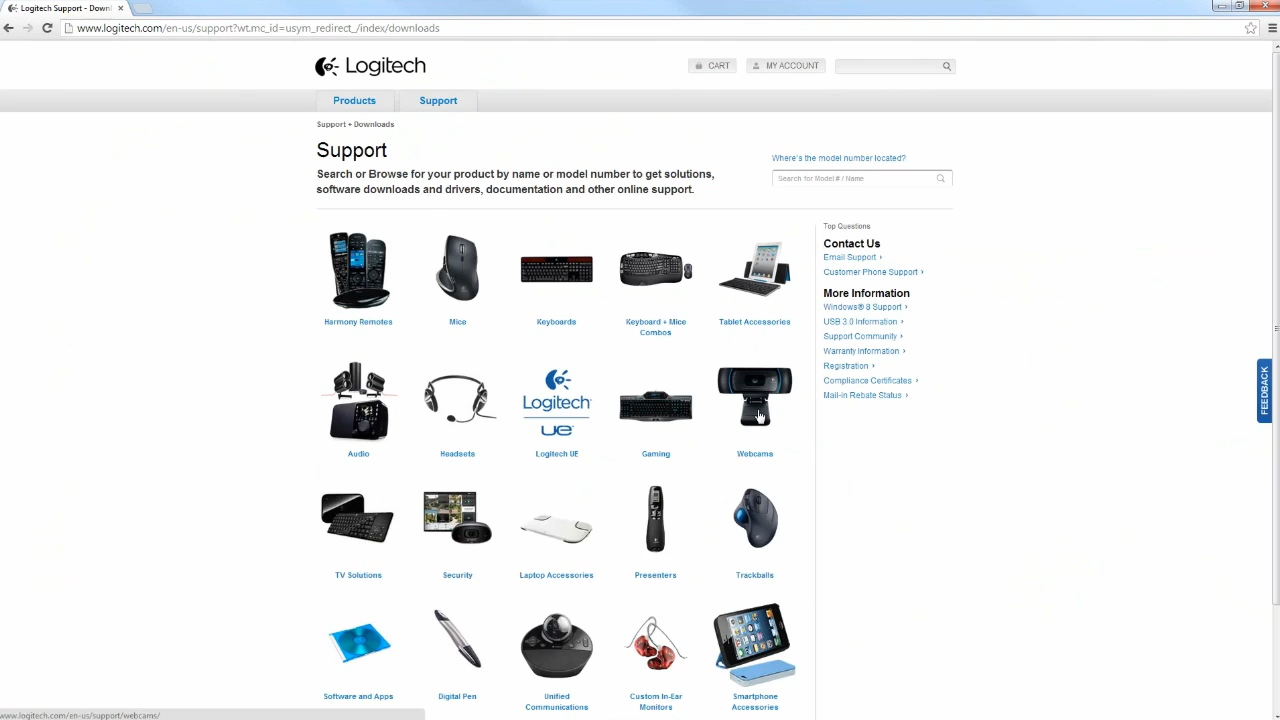 Logitech Support - Downl
www.logitech.com/en-us/support?wt.mc_id=usym_redirect_/index/downloads
Logitech
CART
MY ACCOUNT
Products
Support
Support + Downloads
Support
Search or Browse for your product by name or model number to get solutions,
software downloads and drivers, documentation and other online support.
Where's the model number located?
Search for Model # / Name
Harmony Remotes
Mice
Keyboards
Keyboard + Mice
Combos
Tablet Accessories
Top Questions
Contact Us
Email Support
Customer Phone Support
More Information
Windows® 8 Support
USB 3.0 Information
Support Community
Warranty Information
Registration
Compliance Certificates
Mail-in Rebate Status
FEEDBACK
Logitech
UE
Audio
Headsets
Logitech UE
Gaming
Webcams
TV Solutions
Security
Laptop Accessories
Presenters
Trackballs
Software and Apps
Digital Pen
Unified
Communications
Custom In-Ear
Monitors
Smartphone
Accessories
www.logitech.com/en-us/support/webcams/